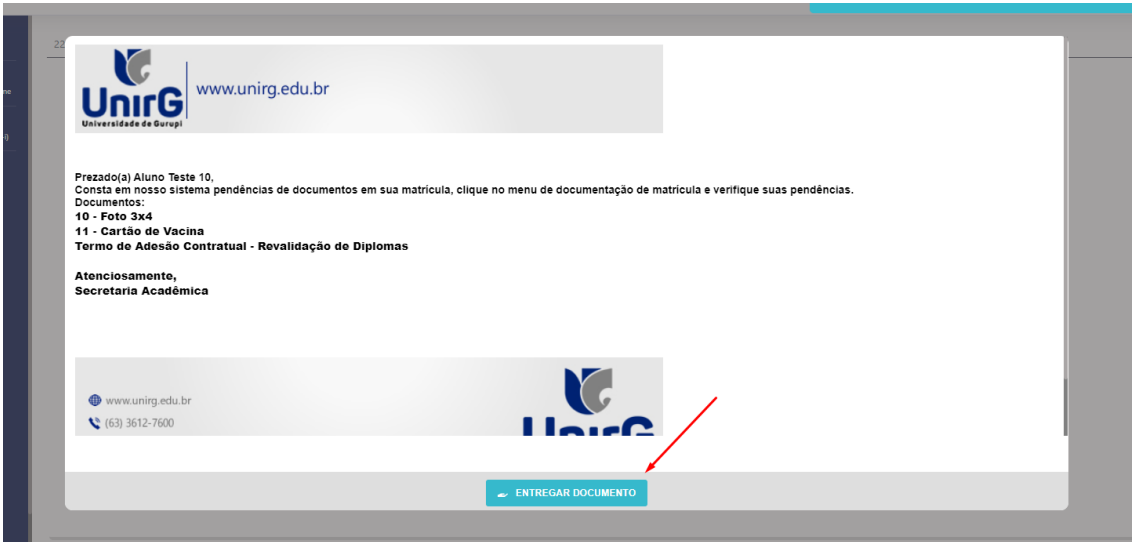 22
me
UnirG
Universidade de Gurupi
www.unirg.edu.br
Prezado(a) Aluno Teste 10,
Consta em nosso sistema pendências de documentos em sua matrícula, clique no menu de documentação de matrícula e verifique suas pendências.
Documentos:
10 - Foto 3x4
11 - Cartão de Vacina
Termo de Adesão Contratual - Revalidação de Diplomas
Atenciosamente,
Secretaria Acadêmica
www.unirg.edu.br
(63) 3612-7600
UnirG
ENTREGAR DOCUMENTO